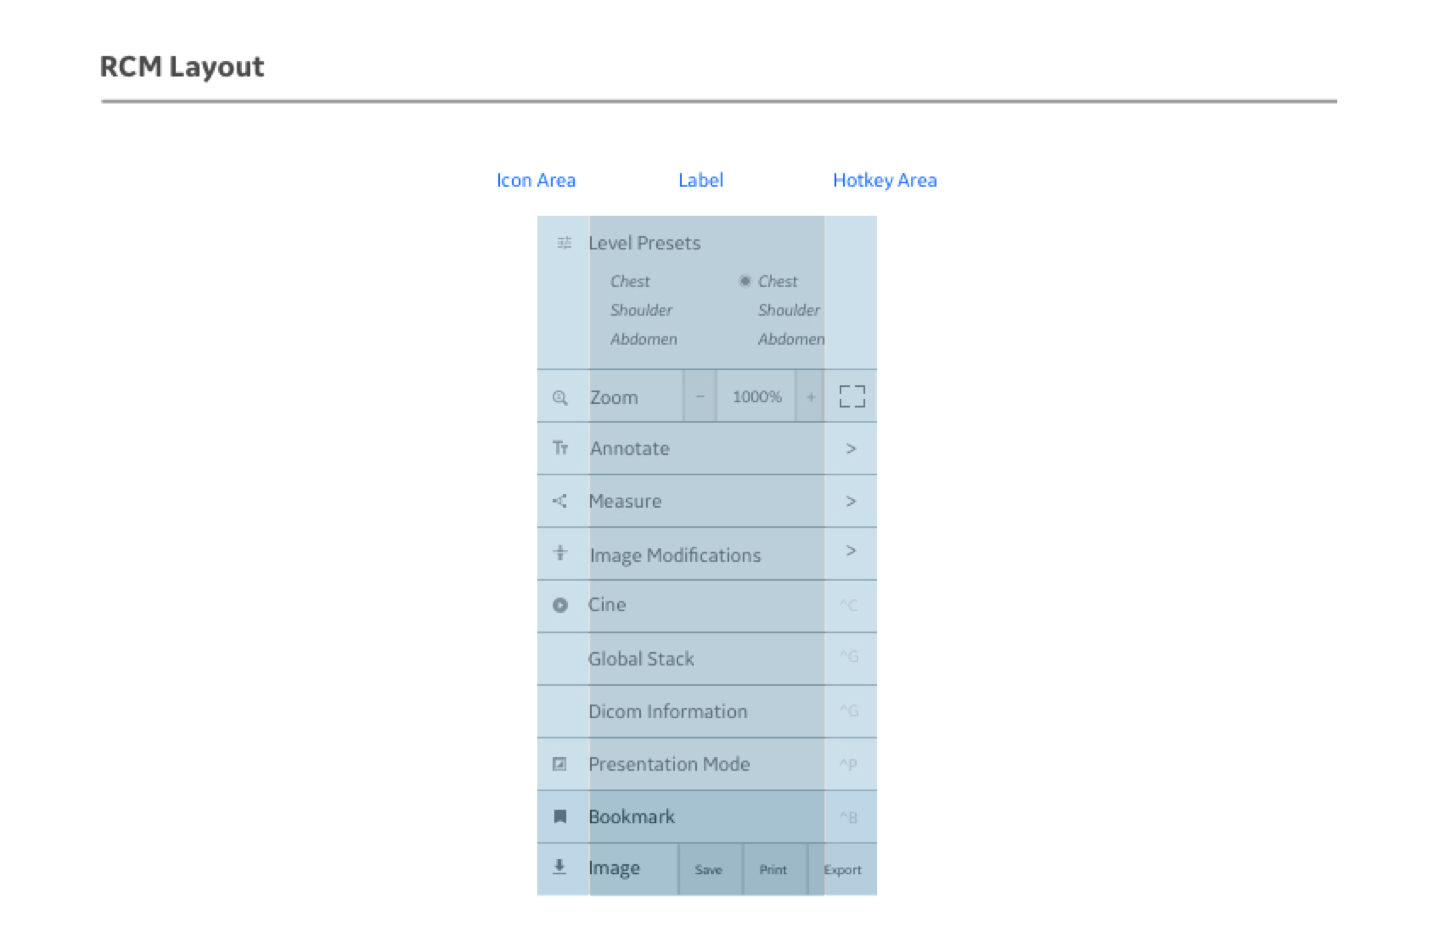 RCM Layout
Icon Area Label Hotkey Area
Level Presets
Chest Chest
Shoulder Shoulder
Abdomen Abdomen
Zoom − 1000% +
Annotate >
Measure >
Image Modifications >
Cine ^C
Global Stack ^G
Dicom Information ^G
Presentation Mode ^P
Bookmark ^B
Image Save Print Export